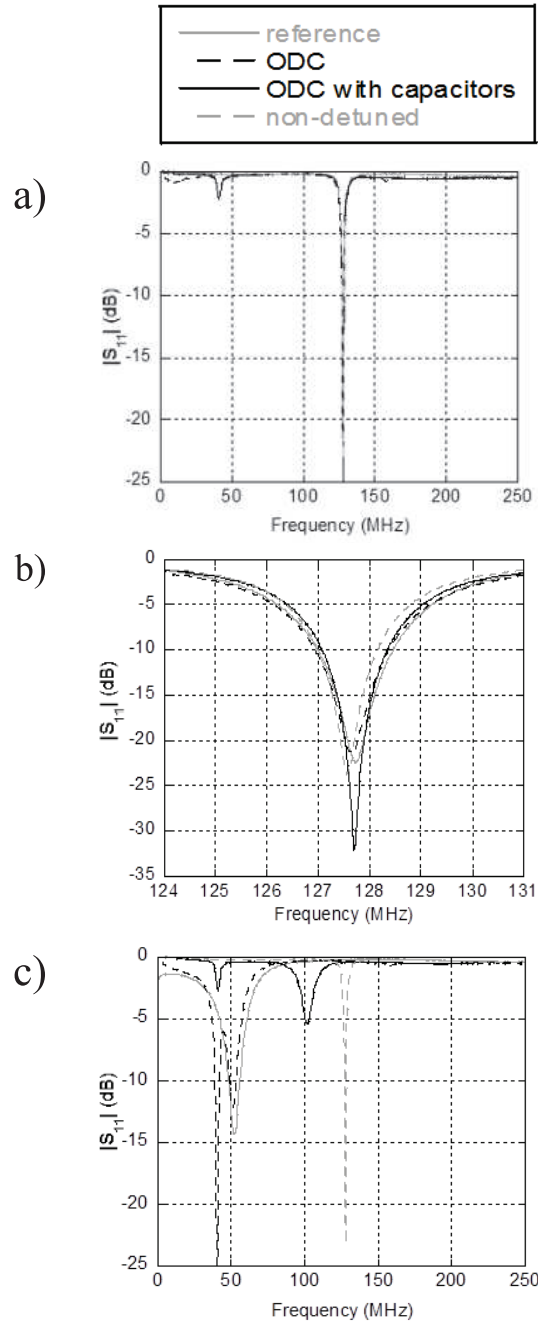 reference
ODC
ODC with capacitors
non-detuned
a)
0
-5
-10
-15
-20
-25
|S11| (dB)
0 50 100 150 200 250
Frequency (MHz)
b)
0
-5
-10
-15
-20
-25
-30
-35
|S11| (dB)
124 125 126 127 128 129 130 131
Frequency (MHz)
c)
0
-5
-10
-15
-20
-25
|S11| (dB)
0 50 100 150 200 250
Frequency (MHz)